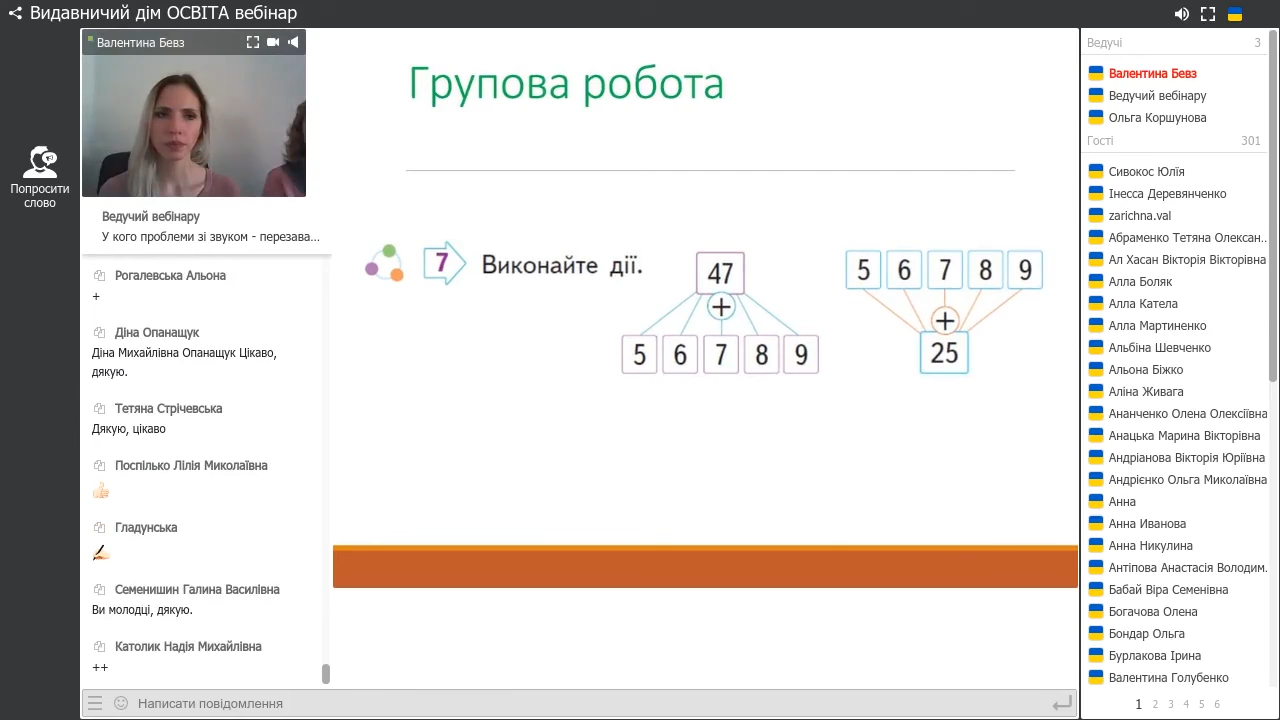 Видавничий дім ОСВІТА вебінар
Попросити
слово
Валентина Бевз
Ведучий вебінару
У кого проблеми зі звуком - перезава...
Рогалевська Альона
+
Діна Опанащук
Діна Михайлівна Опанащук Цікаво,
дякую.
Тетяна Стрічевська
Дякую, цікаво
Поспілько Лілія Миколаївна
Гладунська
Семенишин Галина Василівна
Ви молодці, дякую.
Католик Надія Михайлівна
++
Написати повідомлення
Групова робота
7 Виконайте дії.
47
+
5 6 7 8 9
5 6 7 8 9
+
25
Ведучі 3
Валентина Бевз
Ведучий вебінару
Ольга Коршунова
Гості 301
Сивокос Юлїя
Інесса Деревянченко
zarichna.val
Абраменко Тетяна Олексан..
Ал Хасан Вікторія Вікторівна
Алла Боляк
Алла Катела
Алла Мартиненко
Альбіна Шевченко
Альона Біжко
Аліна Живага
Ананченко Олена Олексіївна
Анацька Марина Вікторівна
Андріанова Вікторія Юріївна
Андрієнко Ольга Миколаївна
Анна
Анна Иванова
Анна Никулина
Антіпова Анастасія Володим.
Бабай Віра Семенівна
Богачова Олена
Бондар Ольга
Бурлакова Ірина
Валентина Голубенко
1 2 3 4 5 6